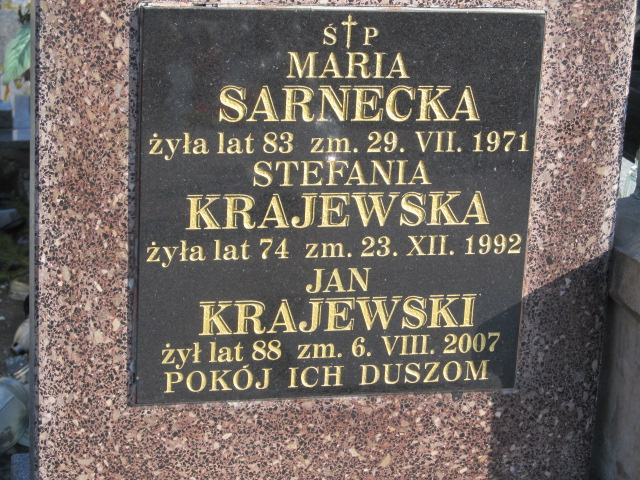 Ś†P
MARIA
SARNECKA
żyła lat 83 zm. 29. VII. 1971
STEFANIA
KRAJEWSKA
żyła lat 74 zm. 23. XII. 1992
JAN
KRAJEWSKI
żył lat 88 zm. 6. VIII. 2007
POKÓJ ICH DUSZOM